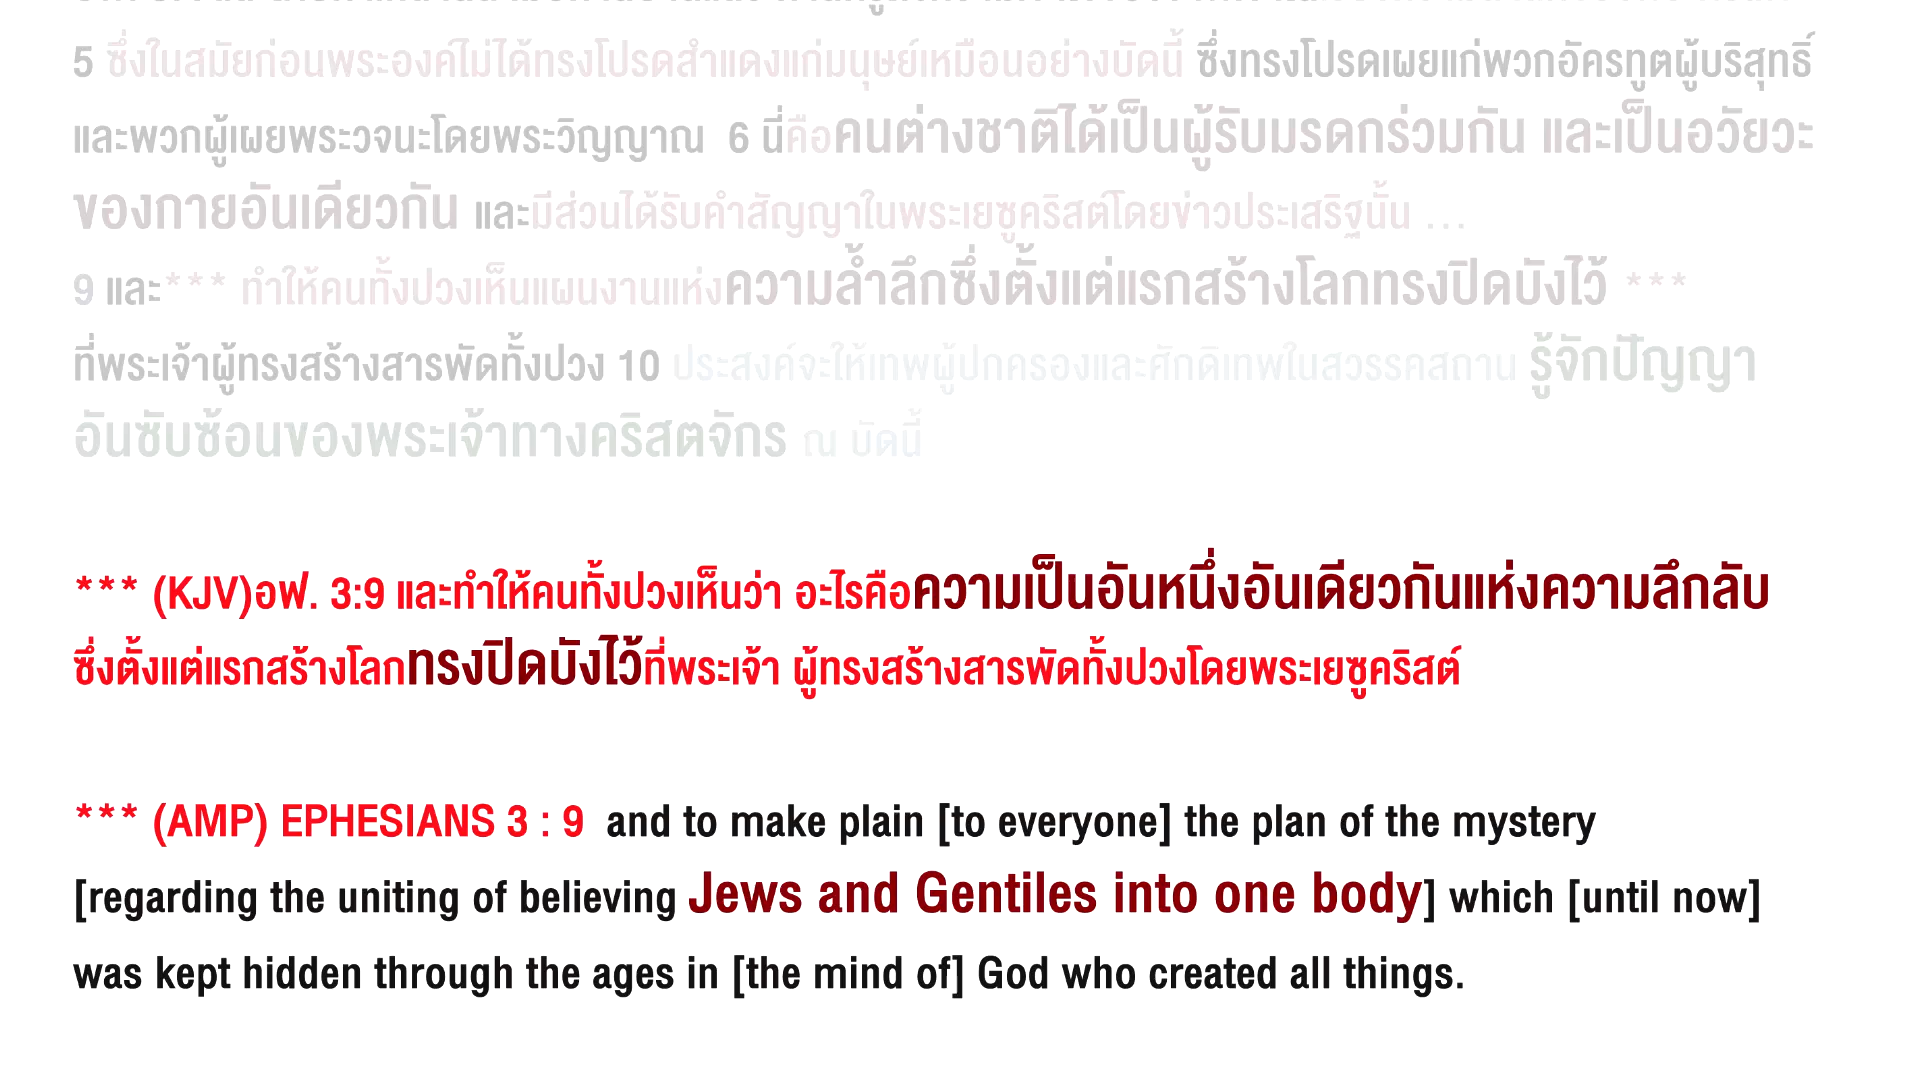 5 ซึ่งในสมัยก่อนพระองค์ไม่ได้ทรงโปรดสำแดงแก่มนุษย์เหมือนอย่างบัดนี้ ซึ่งทรงโปรดเผยแก่พวกอัครทูตผู้บริสุทธิ์
และพวกผู้เผยพระวจนะโดยพระวิญญาณ 6 นี่คือคนต่างชาติได้เป็นผู้รับมรดกร่วมกัน และเป็นอวัยวะ
ของกายอันเดียวกัน และมีส่วนได้รับคำสัญญาในพระเยซูคริสต์โดยข่าวประเสริฐนั้น ...
9 และ*** ทำให้คนทั้งปวงเห็นแผนงานแห่งความล้ำลึกซึ่งตั้งแต่แรกสร้างโลกทรงปิดบังไว้ ***
ที่พระเจ้าผู้ทรงสร้างสารพัดทั้งปวง 10 ประสงค์จะให้เทพผู้ปกครองและศักดิเทพในสวรรคสถาน รู้จักปัญญา
อันซับซ้อนของพระเจ้าทางคริสตจักร ณ บัดนี้
*** (KJV)อฟ. 3:9 และทำให้คนทั้งปวงเห็นว่า อะไรคือความเป็นอันหนึ่งอันเดียวกันแห่งความลึกลับ
ซึ่งตั้งแต่แรกสร้างโลกทรงปิดบังไว้ที่พระเจ้า ผู้ทรงสร้างสารพัดทั้งปวงโดยพระเยซูคริสต์
*** (AMP) EPHESIANS 3 : 9 and to make plain [to everyone] the plan of the mystery
[regarding the uniting of believing Jews and Gentiles into one body] which [until now]
was kept hidden through the ages in [the mind of] God who created all things.